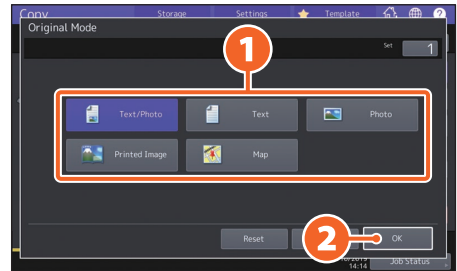 Copy Storage Settings Template ?
Original Mode
Set 1
1
Text/Photo Text Photo
Printed Image Map
Reset OK
2
14:14 Job Status